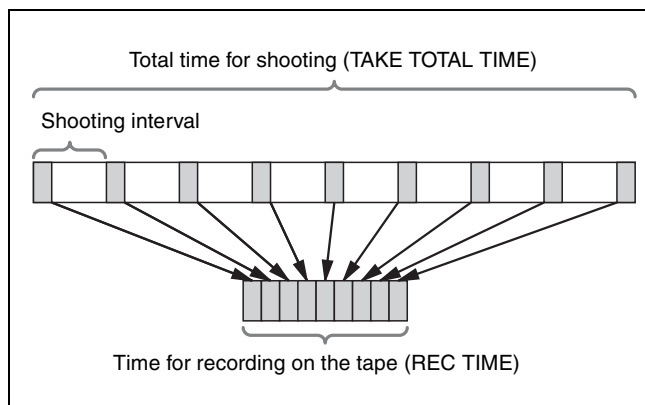 Total time for shooting (TAKE TOTAL TIME)
Shooting interval
Time for recording on the tape (REC TIME)